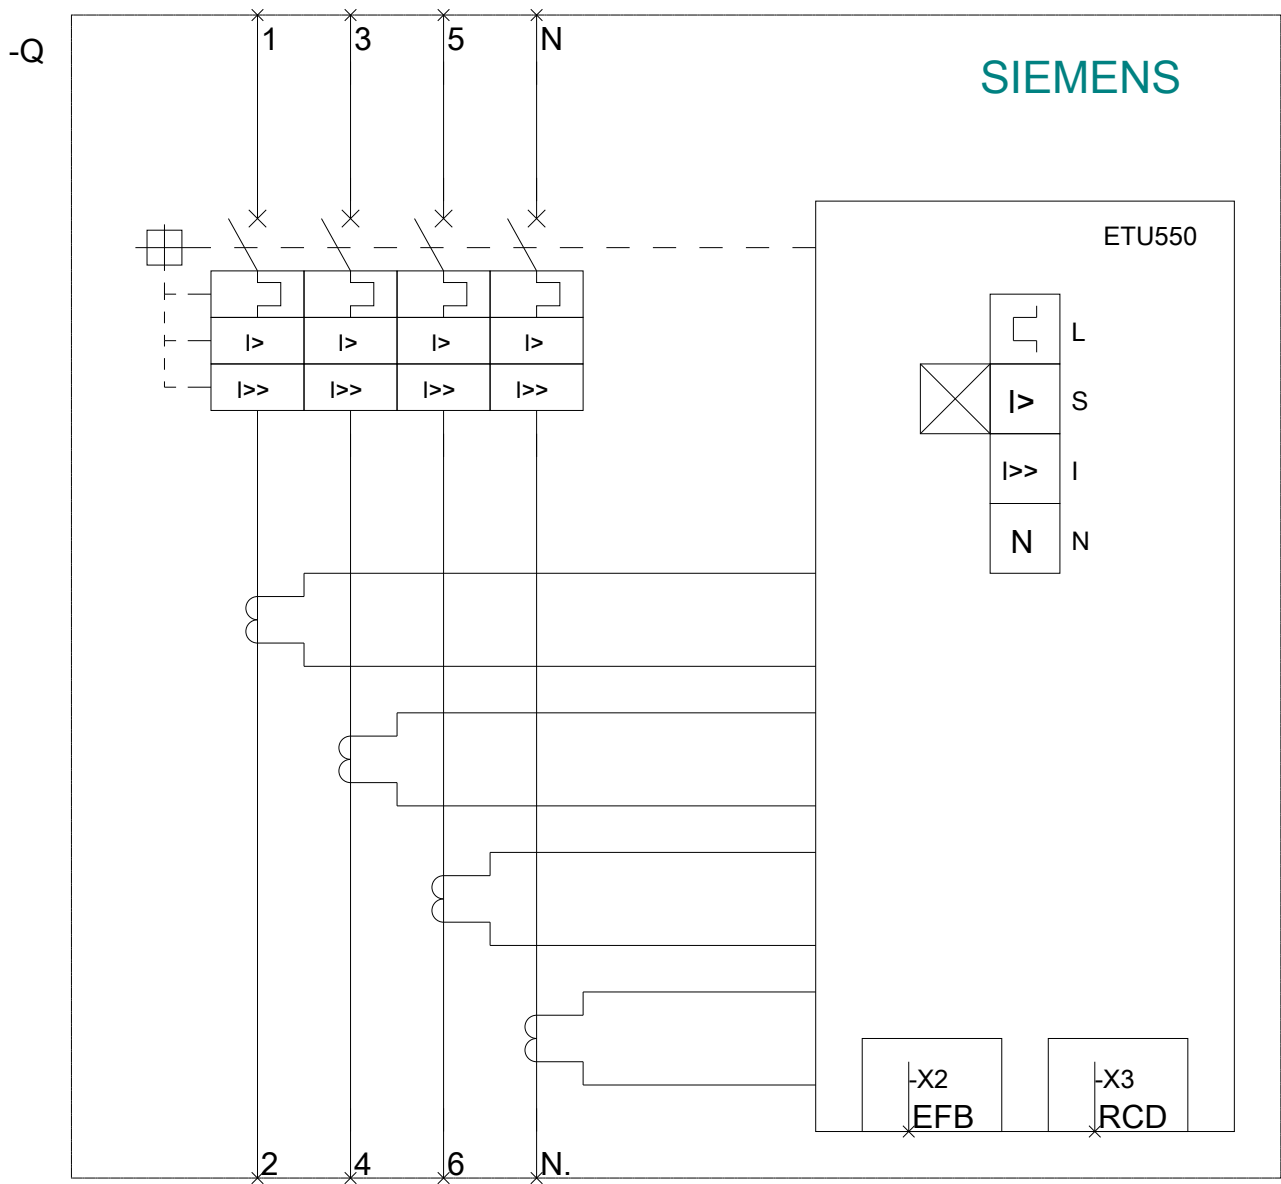 1 3 5 N
-Q
SIEMENS
ETU550
L
I> I> I> I>
I>> I>> I>> I>>
I> S
I>> I
N N
-X2 -X3
EFB RCD
2 4 6 N.